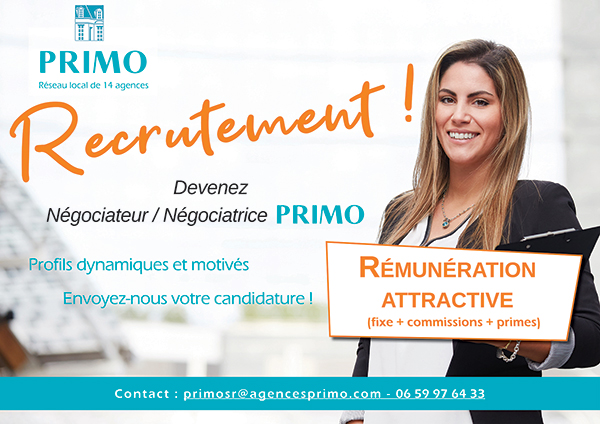 PRIMO
Réseau local de 14 agences
Recrutement !
Devenez
Négociateur / Négociatrice PRIMO
Profils dynamiques et motivés
Envoyez-nous votre candidature !
RÉMUNÉRATION
ATTRACTIVE
(fixe + commissions + primes)
Contact : primosr@agencesprimo.com - 06 59 97 64 33